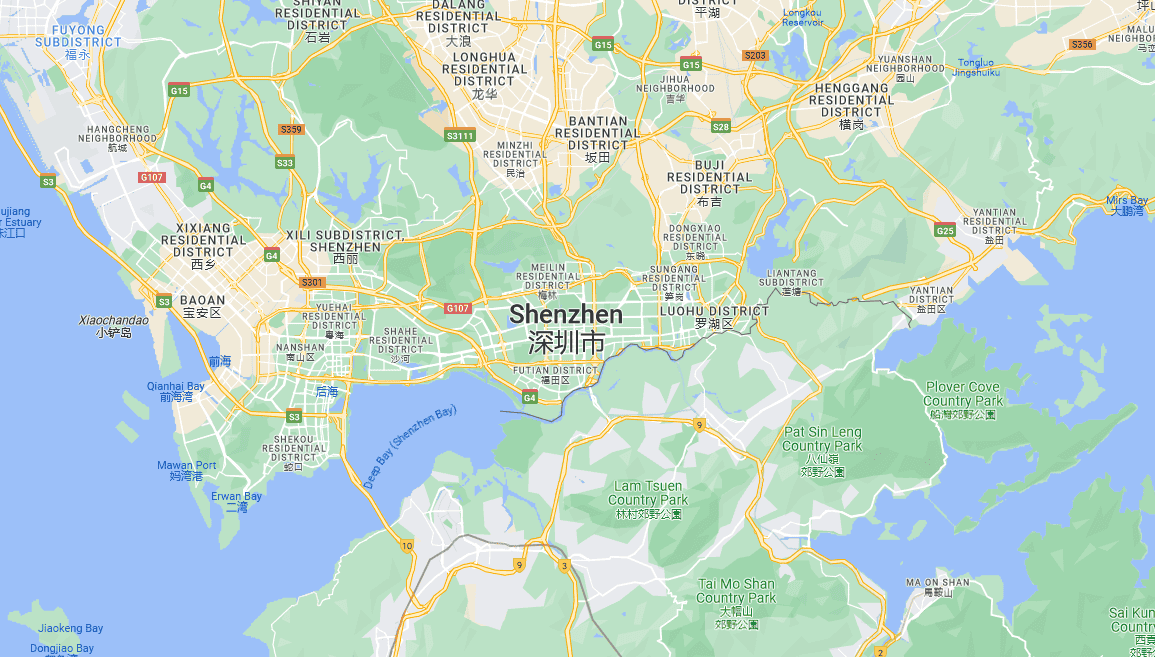 SHIYAN
RESIDENTIAL
DISTRICT
石岩
DALANG
RESIDENTIAL
DISTRICT
大浪
DISTRICT
平湖
Longkou
Reservoir
FUYONG
SUBDISTRICT
福永
G15
G15
S203
S356
LONGHUA
RESIDENTIAL
DISTRICT
龙华
JIHUA
NEIGHBORHOOD
吉华
YUANSHAN
NEIGHBORHOOD
园山
Tongluo
Jingshuiku
G15
HENGGANG
RESIDENTIAL
DISTRICT
横岗
HANGCHENG
NEIGHBORHOOD
航城
S359
S3111
BANTIAN
RESIDENTIAL
DISTRICT
坂田
S28
S33
MINZHI
RESIDENTIAL
DISTRICT
民治
BUJI
RESIDENTIAL
DISTRICT
布吉
S3
G107
G4
Mirs Bay
大鹏湾
XIXIANG
RESIDENTIAL
DISTRICT
西乡
XILI SUBDISTRICT,
SHENZHEN
西丽
DONGXIAO
RESIDENTIAL
DISTRICT
东晓
G25
YANTIAN
RESIDENTIAL
DISTRICT
盐田
G4
MEILIN
RESIDENTIAL
DISTRICT
梅林
SUNGANG
RESIDENTIAL
DISTRICT
笋岗
LIANTANG
SUBDISTRICT
莲塘
S301
S3
BAOAN
宝安区
YANTIAN
DISTRICT
盐田区
Xiaochandao
小铲岛
YUEHAI
RESIDENTIAL
DISTRICT
粤海
G107
Shenzhen
深圳市
LUOHU DISTRICT
罗湖区
SHAHE
RESIDENTIAL
DISTRICT
沙河
NANSHAN
南山区
前海
FUTIAN DISTRICT
福田区
Qianhai Bay
前海湾
后海
G4
S3
Deep Bay (Shenzhen Bay)
Plover Cove
Country Park
船灣郊野公園
9
Pat Sin Leng
Country Park
八仙嶺
郊野公園
SHEKOU
RESIDENTIAL
DISTRICT
蛇口
Mawan Port
妈湾港
Erwan Bay
二湾
Lam Tsuen
Country Park
林村郊野公園
10
9
3
Tai Mo Shan
Country Park
大帽山
郊野公園
MA ON SHAN
馬鞍山
Jiaokeng Bay
Dongjiao Bay
2